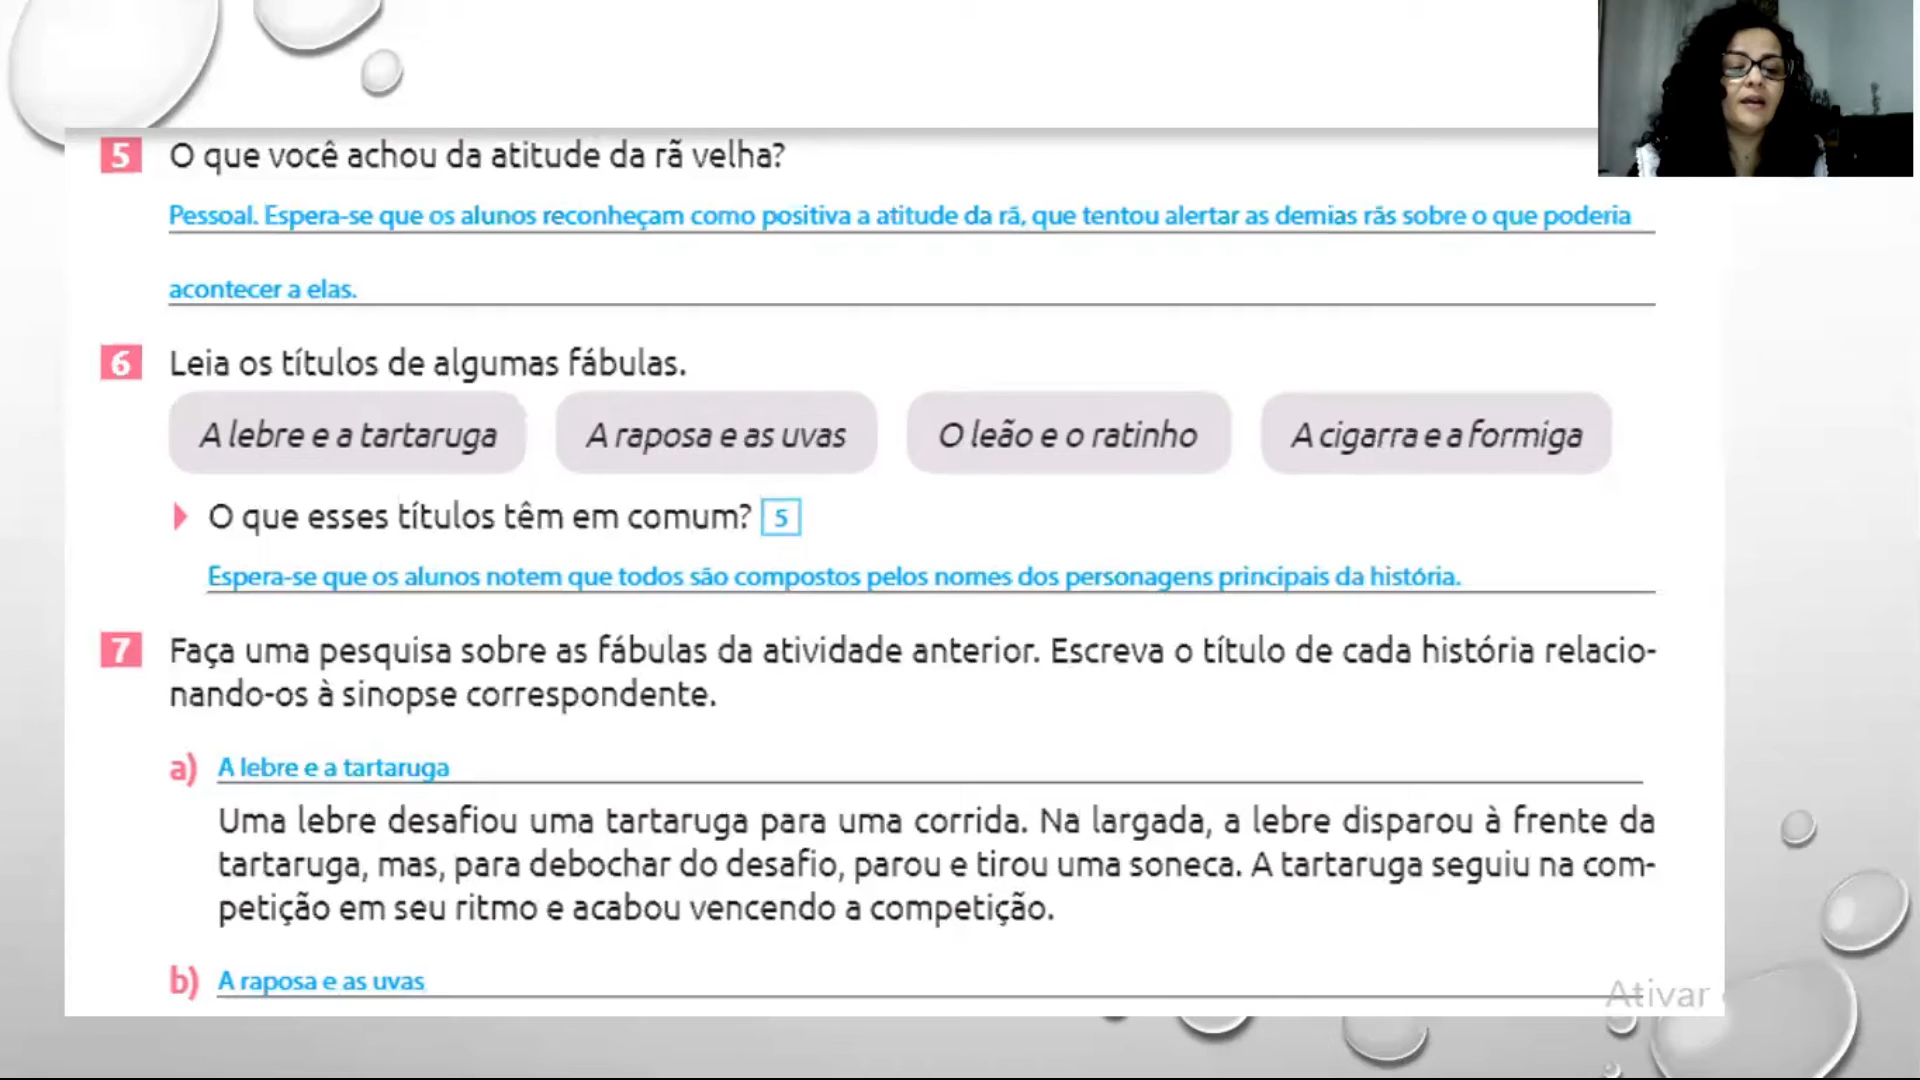 5 O que você achou da atitude da rã velha?
Pessoal. Espera-se que os alunos reconheçam como positiva a atitude da rã, que tentou alertar as demias rãs sobre o que poderia
acontecer a elas.
6 Leia os títulos de algumas fábulas.
A lebre e a tartaruga A raposa e as uvas O leão e o ratinho A cigarra e a formiga
O que esses títulos têm em comum? 5
Espera-se que os alunos notem que todos são compostos pelos nomes dos personagens principais da história.
7 Faça uma pesquisa sobre as fábulas da atividade anterior. Escreva o título de cada história relacio-
nando-os à sinopse correspondente.
a) A lebre e a tartaruga
Uma lebre desafiou uma tartaruga para uma corrida. Na largada, a lebre disparou à frente da
tartaruga, mas, para debochar do desafio, parou e tirou uma soneca. A tartaruga seguiu na com-
petição em seu ritmo e acabou vencendo a competição.
b) A raposa e as uvas
Ativar